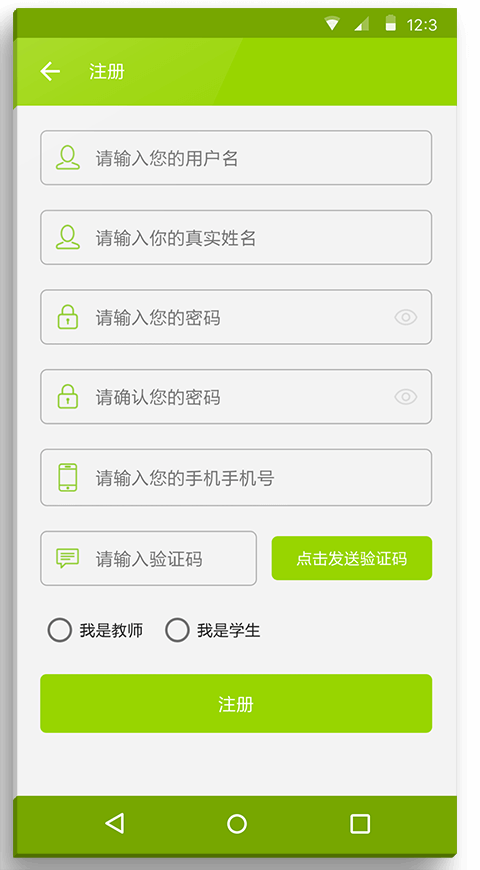 12:3
注册
请输入您的用户名
请输入你的真实姓名
请输入您的密码
请确认您的密码
请输入您的手机手机号
请输入验证码 点击发送验证码
我是教师 我是学生
注册